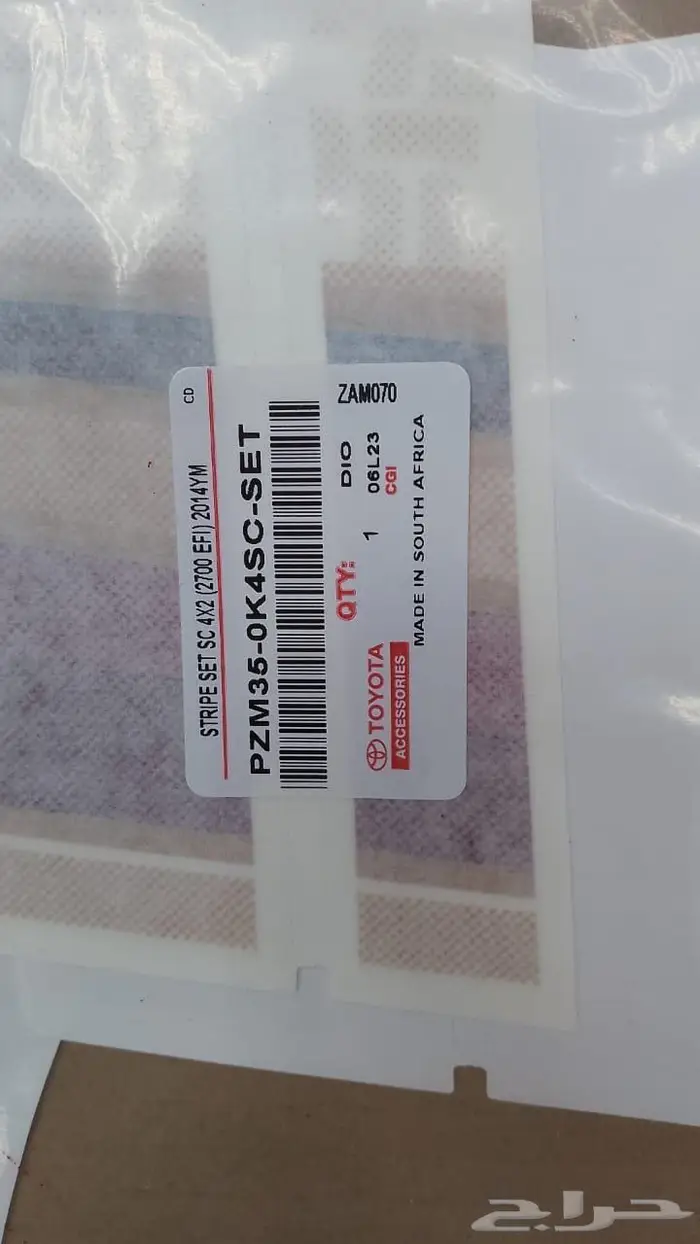 CD
STRIPE SET SC 4X2 (2700 EFI) 2014YM
PZM35-0K4SC-SET
ZAM070
DIO
QTY: 1 06L23
CGI
TOYOTA
ACCESSORIES
MADE IN SOUTH AFRICA
حراج